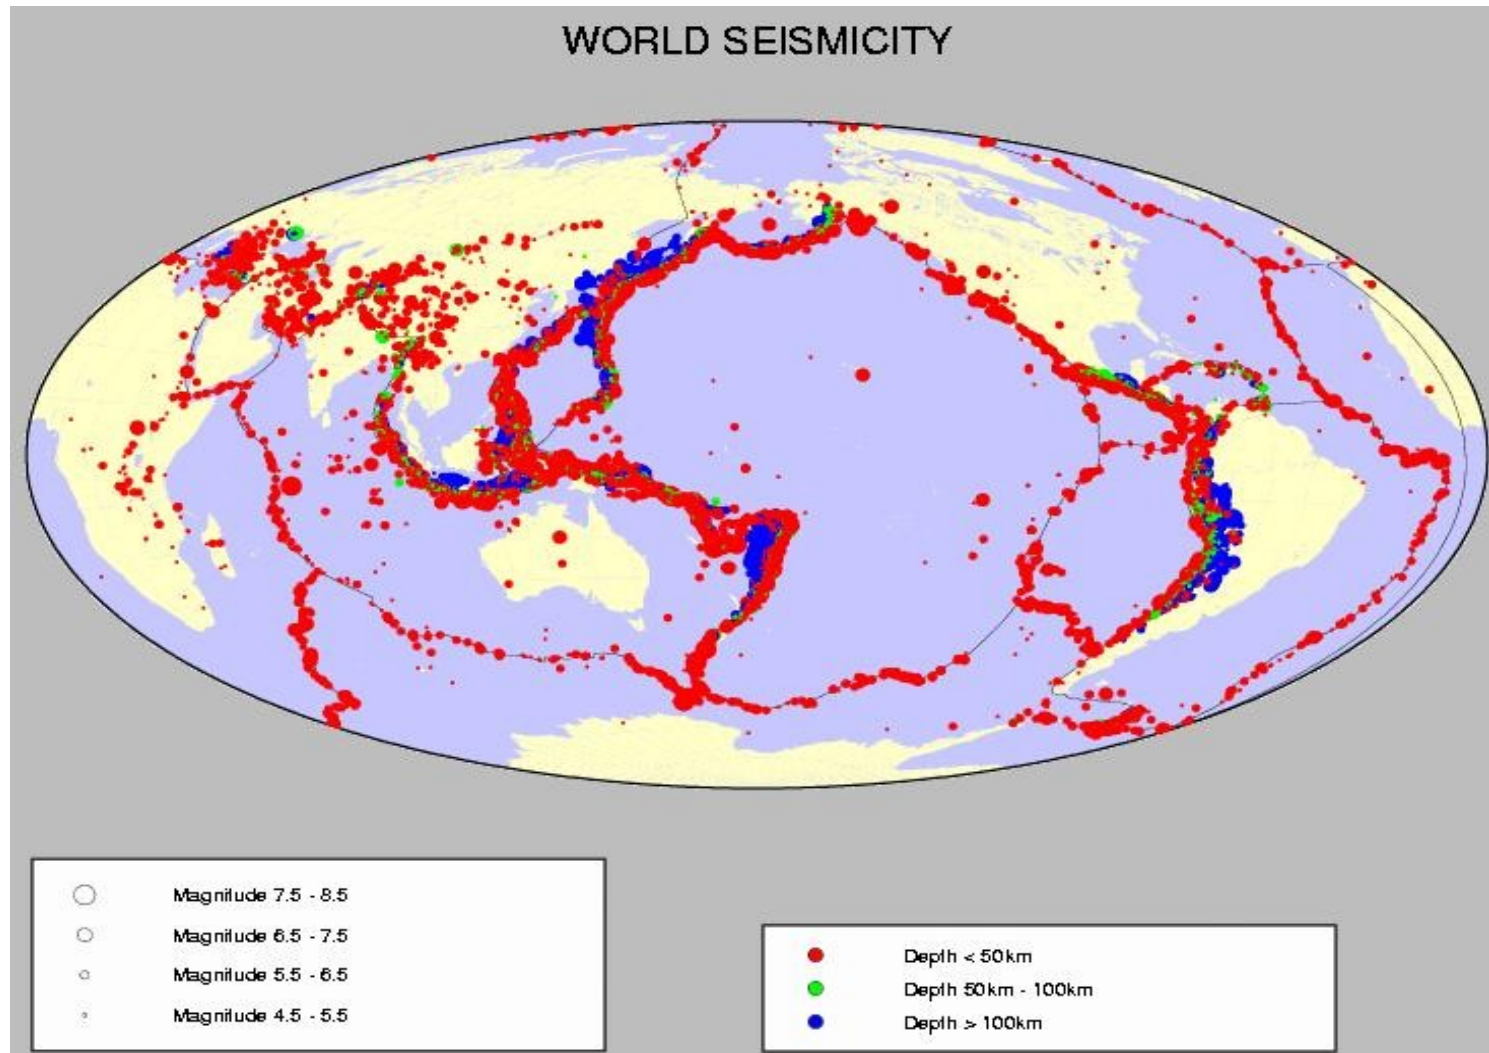 WORLD SEISMICITY
Magnitude 7.5 - 8.5
Magnitude 6.5 - 7.5
Magnitude 5.5 - 6.5
Magnitude 4.5 - 5.5
Depth < 50km
Depth 50km - 100km
Depth > 100km